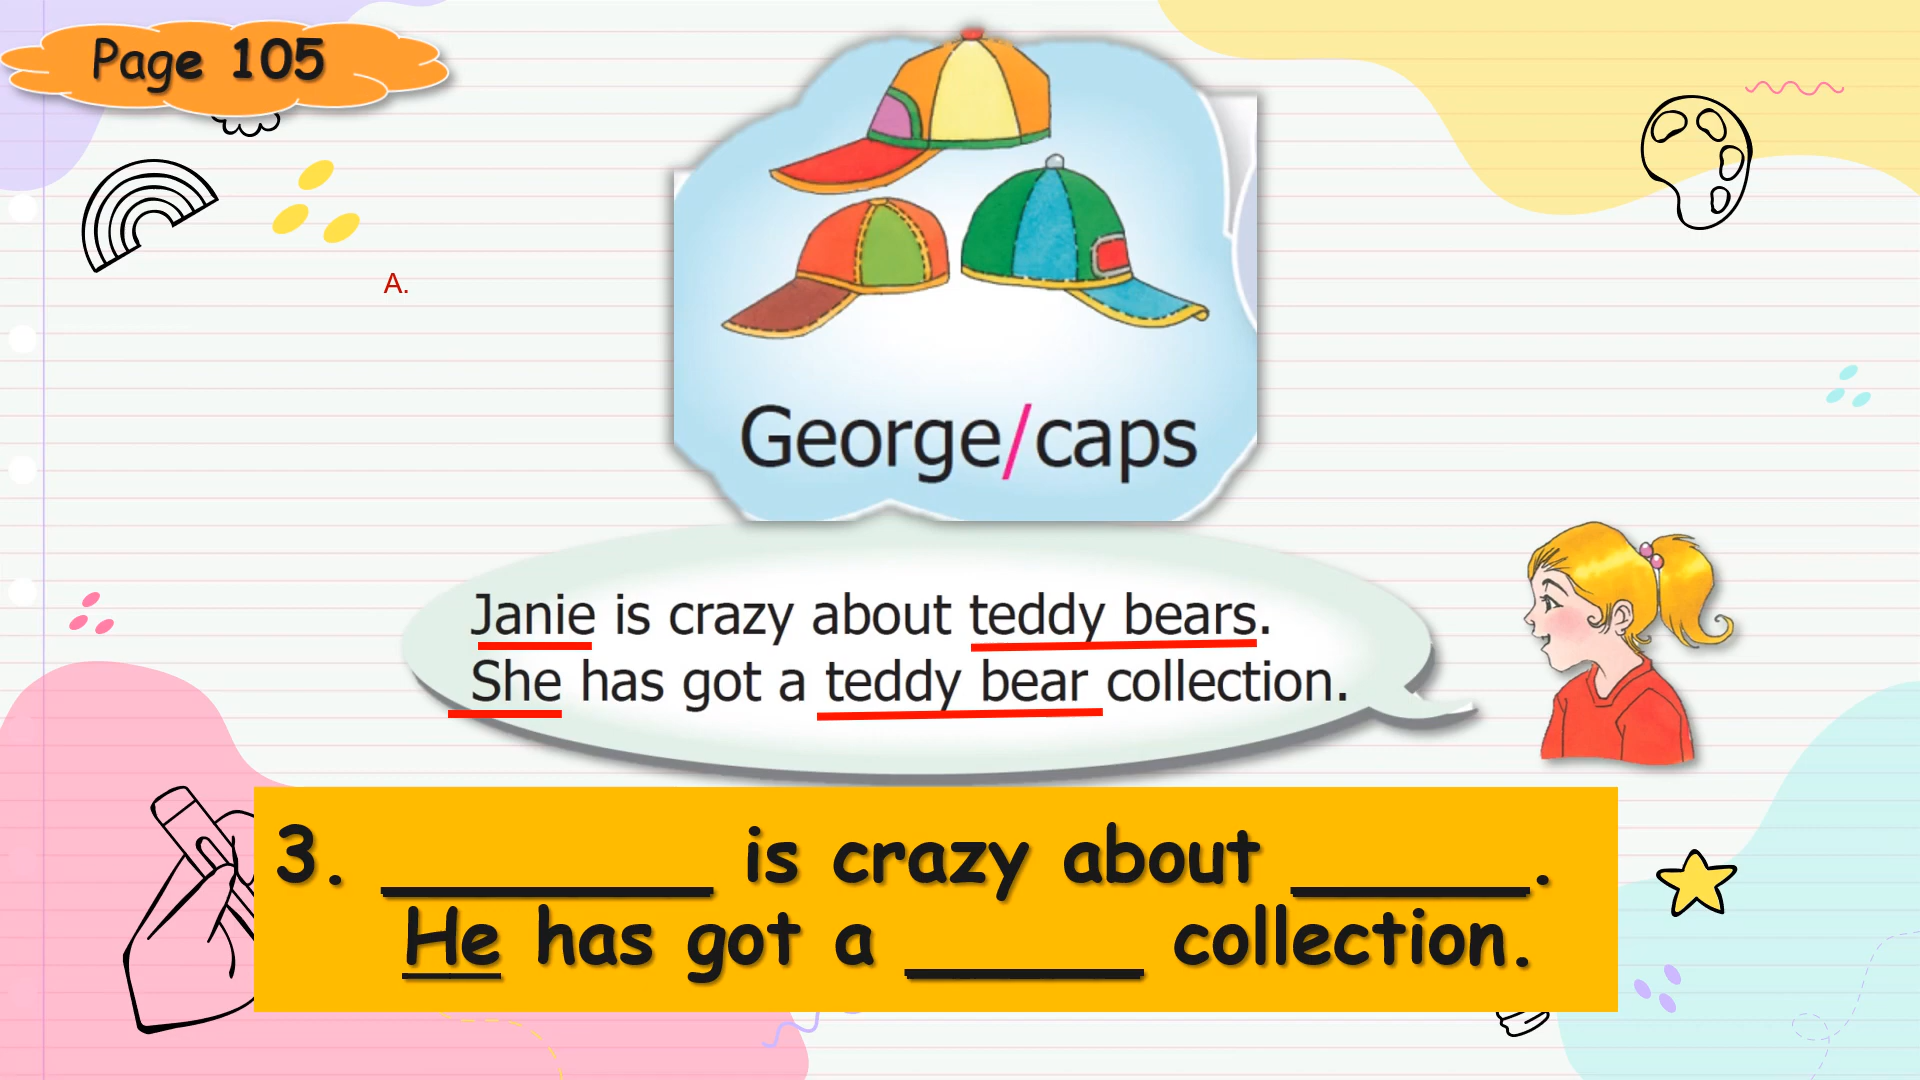 Page 105
A.
George/caps
Janie is crazy about teddy bears.
She has got a teddy bear collection.
3. ________ is crazy about ______.
He has got a ______ collection.